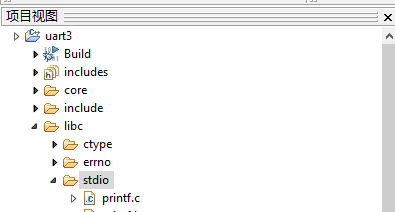 项目视图
uart3
Build
includes
core
include
libc
ctype
errno
stdio
printf.c